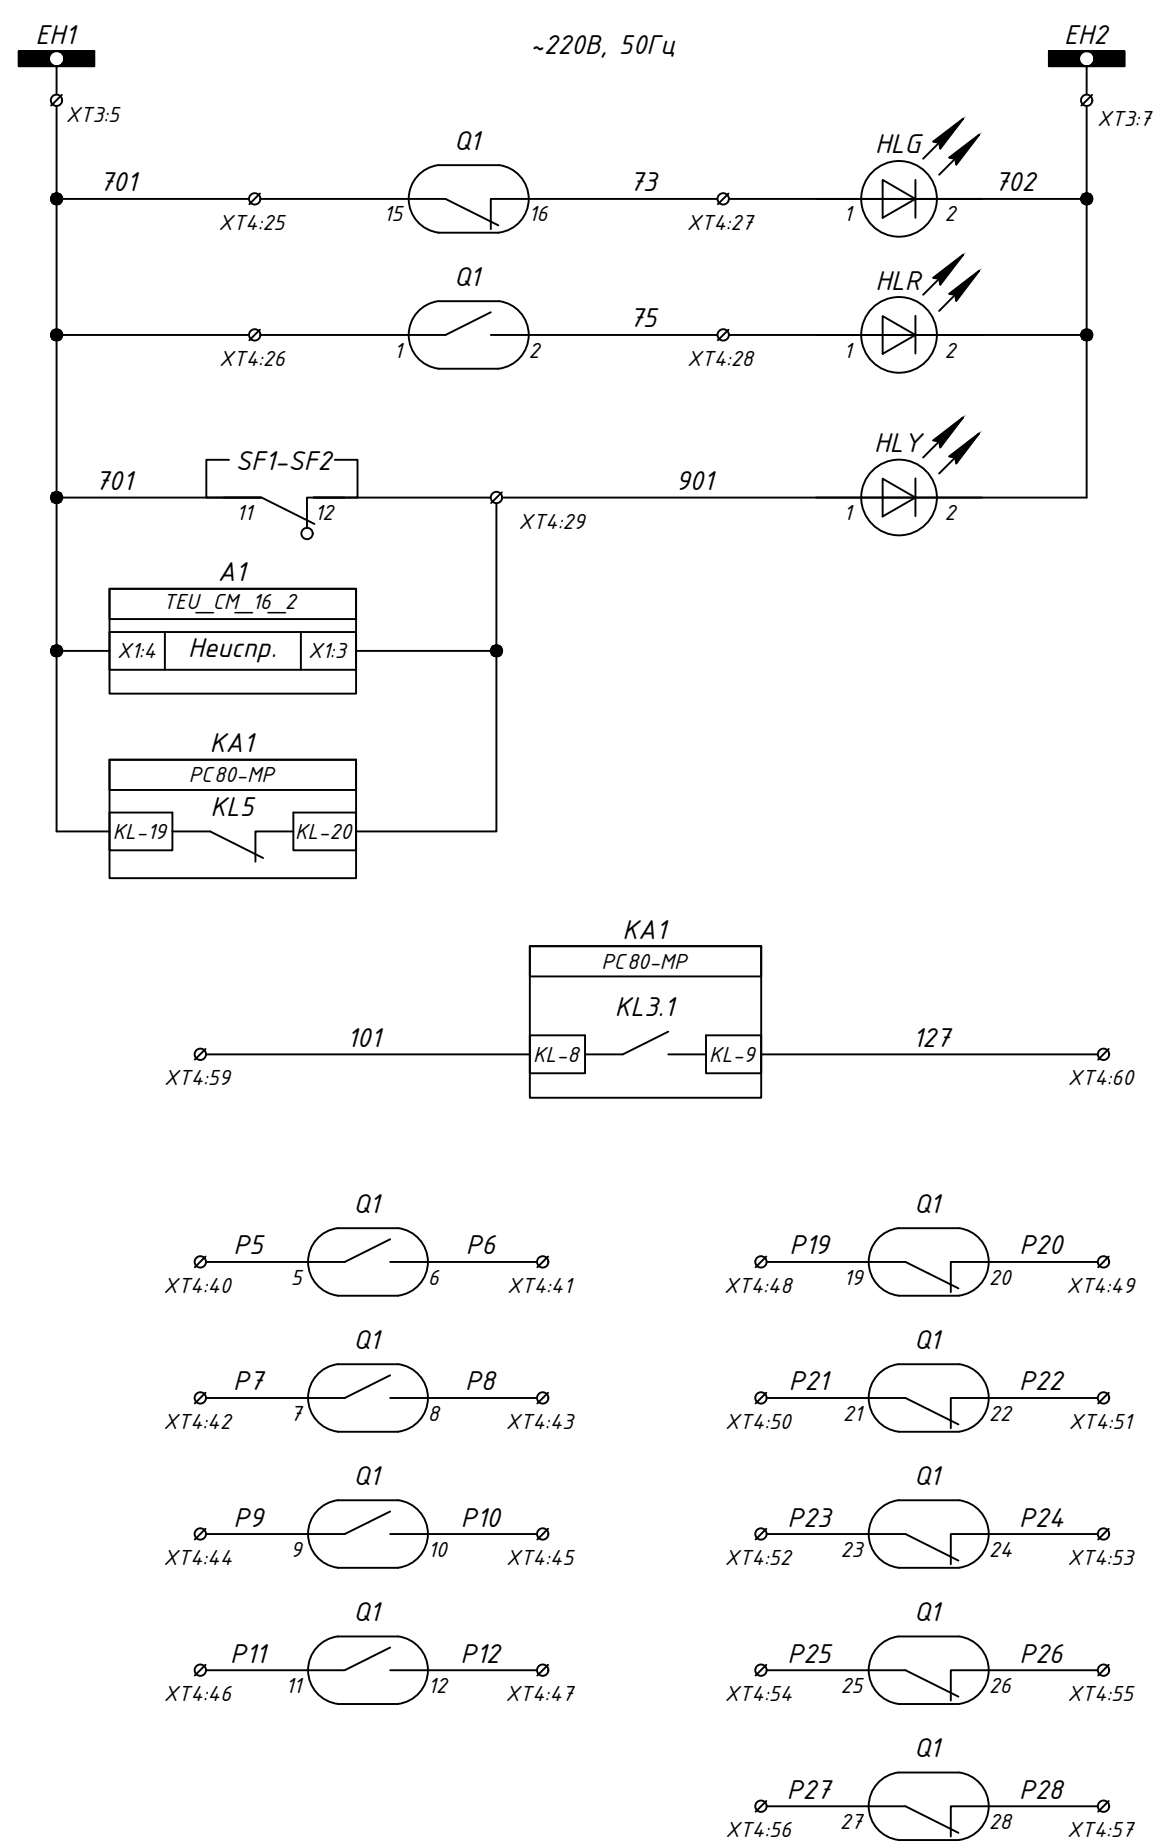 EH1
~220В, 50Гц
EH2
XT3:5
XT3:7
Q1
HLG
701
73
702
XT4:25
15
16
XT4:27
1
2
Q1
HLR
75
XT4:26
1
2
XT4:28
1
2
HLY
SF1-SF2
701
901
11
12
XT4:29
1
2
A1
TEU_CM_16_2
X1:4
Неиспр.
X1:3
KA1
РС80-МР
KL5
KL-19
KL-20
KA1
РС80-МР
KL3.1
101
KL-8
KL-9
127
XT4:59
XT4:60
Q1
Q1
P5
P6
P19
P20
XT4:40
5
6
XT4:41
XT4:48
19
20
XT4:49
Q1
Q1
P7
P8
P21
P22
XT4:42
7
8
XT4:43
XT4:50
21
22
XT4:51
Q1
Q1
P9
P10
P23
P24
XT4:44
9
10
XT4:45
XT4:52
23
24
XT4:53
Q1
Q1
P11
P12
P25
P26
XT4:46
11
12
XT4:47
XT4:54
25
26
XT4:55
Q1
P27
P28
XT4:56
27
28
XT4:57